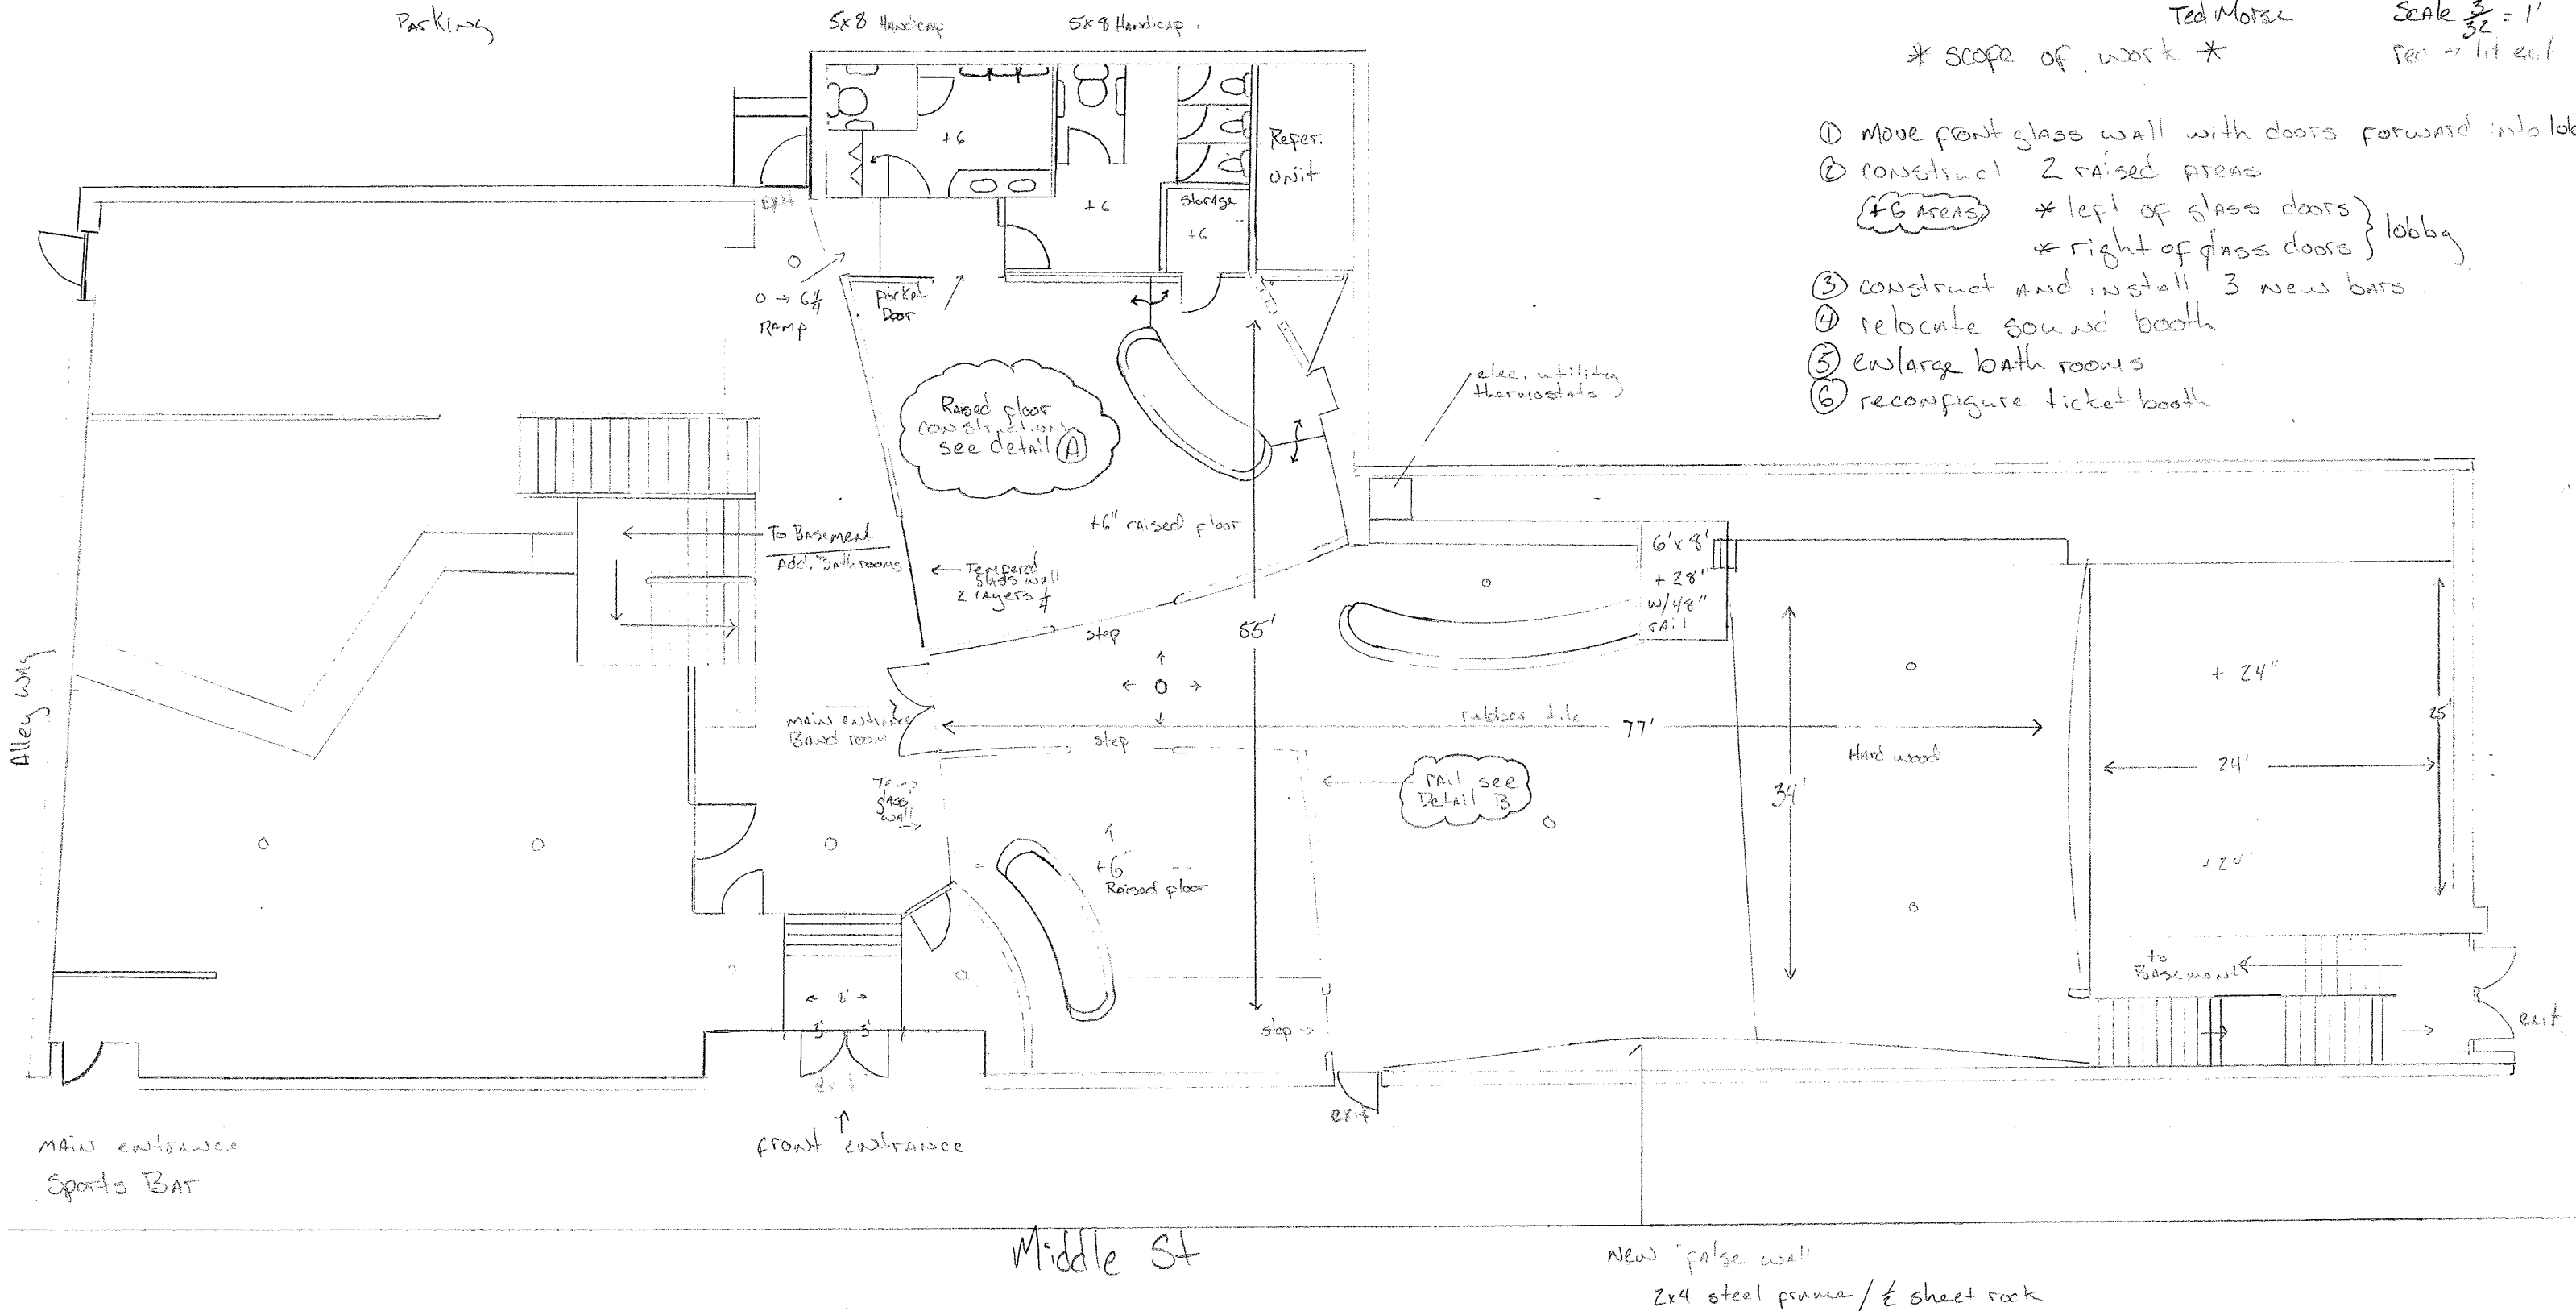 Parking
5x8 Handicap
5x8 Handicap
Ted Morse
Scale 3/32 = 1'
* scope of work *
① Move front glass wall with doors forward into
② construct 2 raised areas
+6 Areas
* left of glass doors
* right of glass doors
lobby
③ construct and install 3 new bars
④ relocate sound booth
⑤ enlarge bath rooms
⑥ reconfigure ticket booth
+6
+6
Refer.
Unit
storage
+6
exit
0 → 6 1/4
RAMP
Door
Raised floor
construction
see detail A
elec. utility
thermostats
+6" raised floor
To Basement
Add. Bathrooms
Tempered
glass wall
2 layers 1/4
step
55'
6'x8'
+28"
w/48"
rail
Alley way
main entrance
Band room
step
rubber tile
77'
Hard wood
34'
+24"
25'
24'
+24"
Temp
glass
wall
rail see
Detail B
+6
Raised floor
to
Basement
8'
3'
3'
step
exit
exit
front entrance
Main entrance
Sports Bar
Middle St
New "false wall"
2x4 steel frame / 1/2 sheet rock